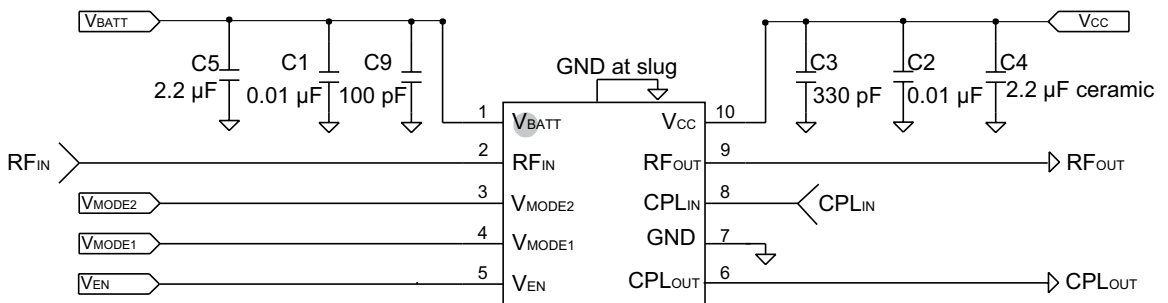 VBATT
VCC
C5
2.2 µF
C1
0.01 µF
C9
100 pF
GND at slug
C3
330 pF
C2
0.01 µF
C4
2.2 µF ceramic
1
VBATT
VCC
10
RFIN
2
RFIN
RFOUT
9
RFOUT
VMODE2
3
VMODE2
CPLIN
8
CPLIN
VMODE1
4
VMODE1
GND
7
VEN
5
VEN
CPLOUT
6
CPLOUT